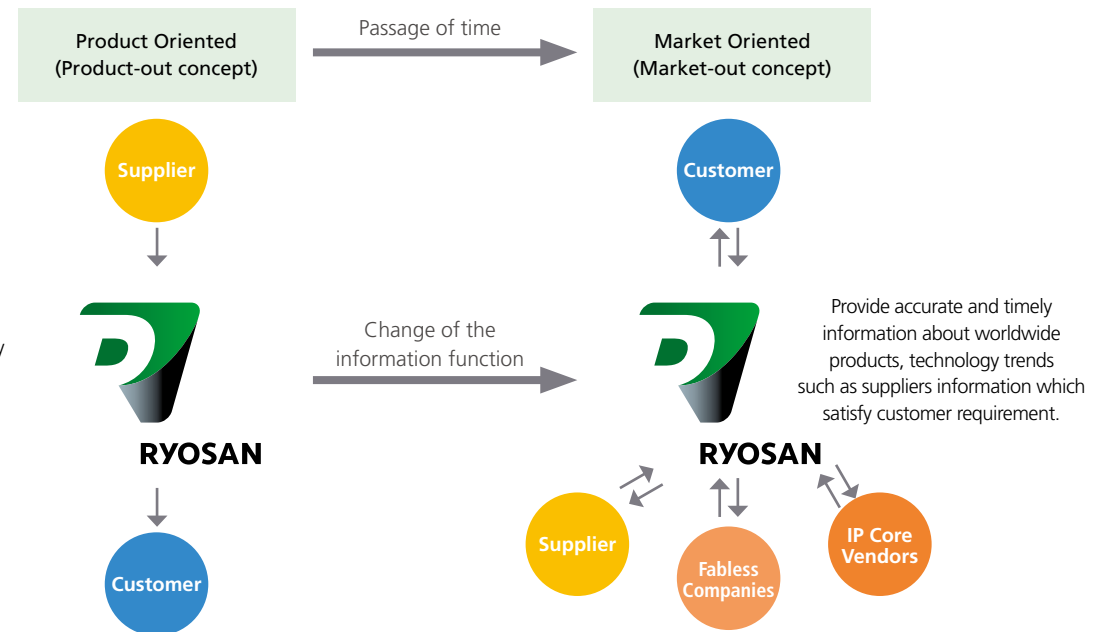 Product Oriented
(Product-out concept)
Passage of time
Market Oriented
(Market-out concept)
Supplier
Customer
Change of the
information function
Provide accurate and timely
information about worldwide
products, technology trends
such as suppliers information which
satisfy customer requirement.
RYOSAN
RYOSAN
Customer
Supplier
Fabless
Companies
IP Core
Vendors